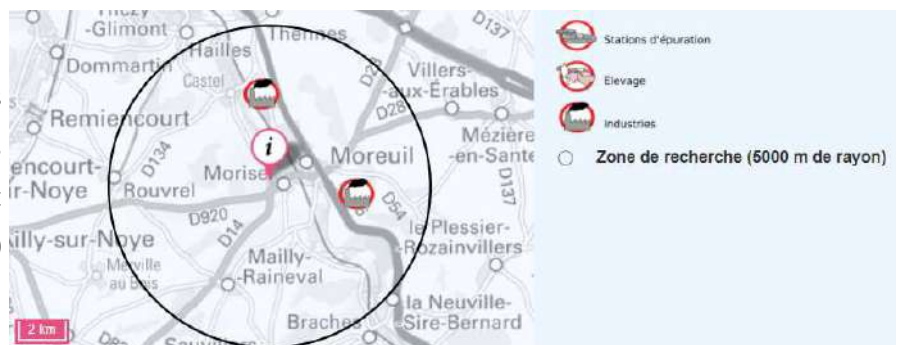 -Glimont
Thennes
D137
Hailles
Dommartin
Castel
D23
Villers-
-aux-Érables
D28
Remiencourt
Mézière
-en-Sante
D134
encourt-
ir-Noye
Rouvrel
i
Morisel
Moreuil
D137
D54
D920
D14
illy-sur-Noye
le Plessier-
-Rozainvillers
Merville
au Bois
Mailly-
-Raineval
la Neuville-
-Sire-Bernard
Braches
2 km
Stations d'épuration
Elevage
Industries
Zone de recherche (5000 m de rayon)